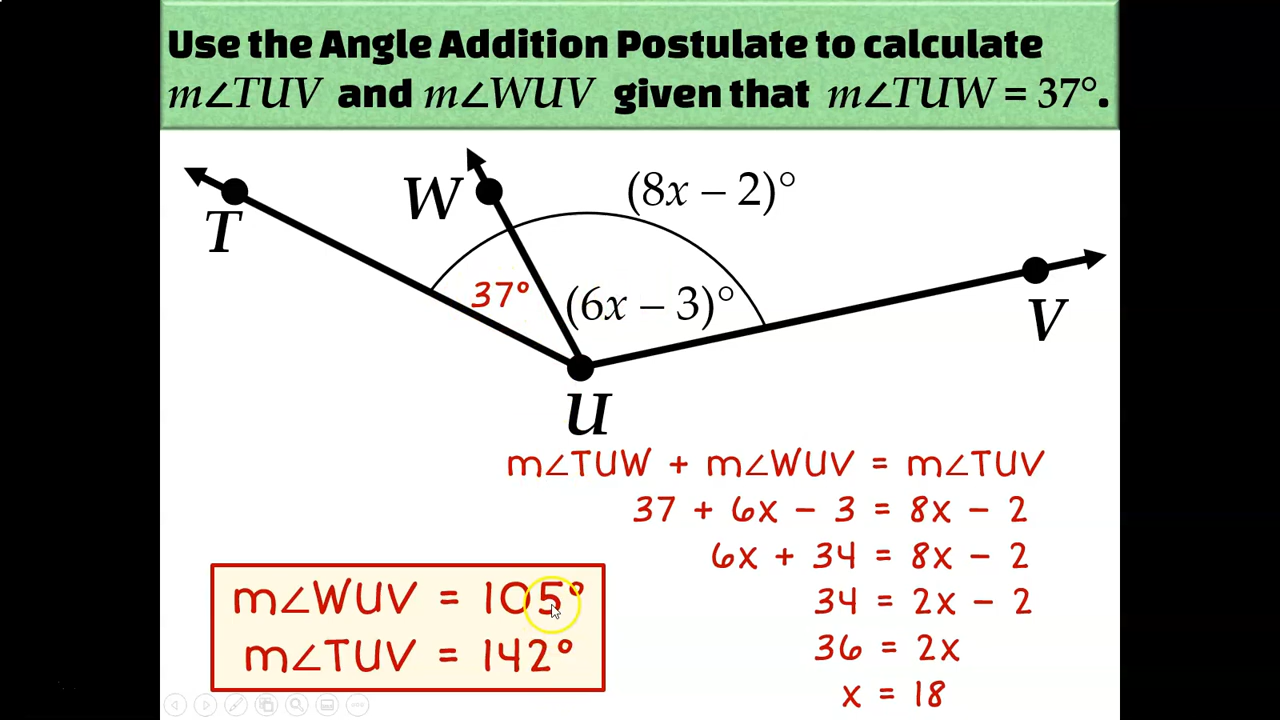 Use the Angle Addition Postulate to calculate
m∠TUV and m∠WUV given that m∠TUW = 37°.
W
(8x – 2)°
T
37°
(6x – 3)°
V
U
m∠TUW + m∠WUV = m∠TUV
37 + 6x – 3 = 8x – 2
6x + 34 = 8x – 2
34 = 2x – 2
36 = 2x
x = 18
m∠WUV = 105°
m∠TUV = 142°